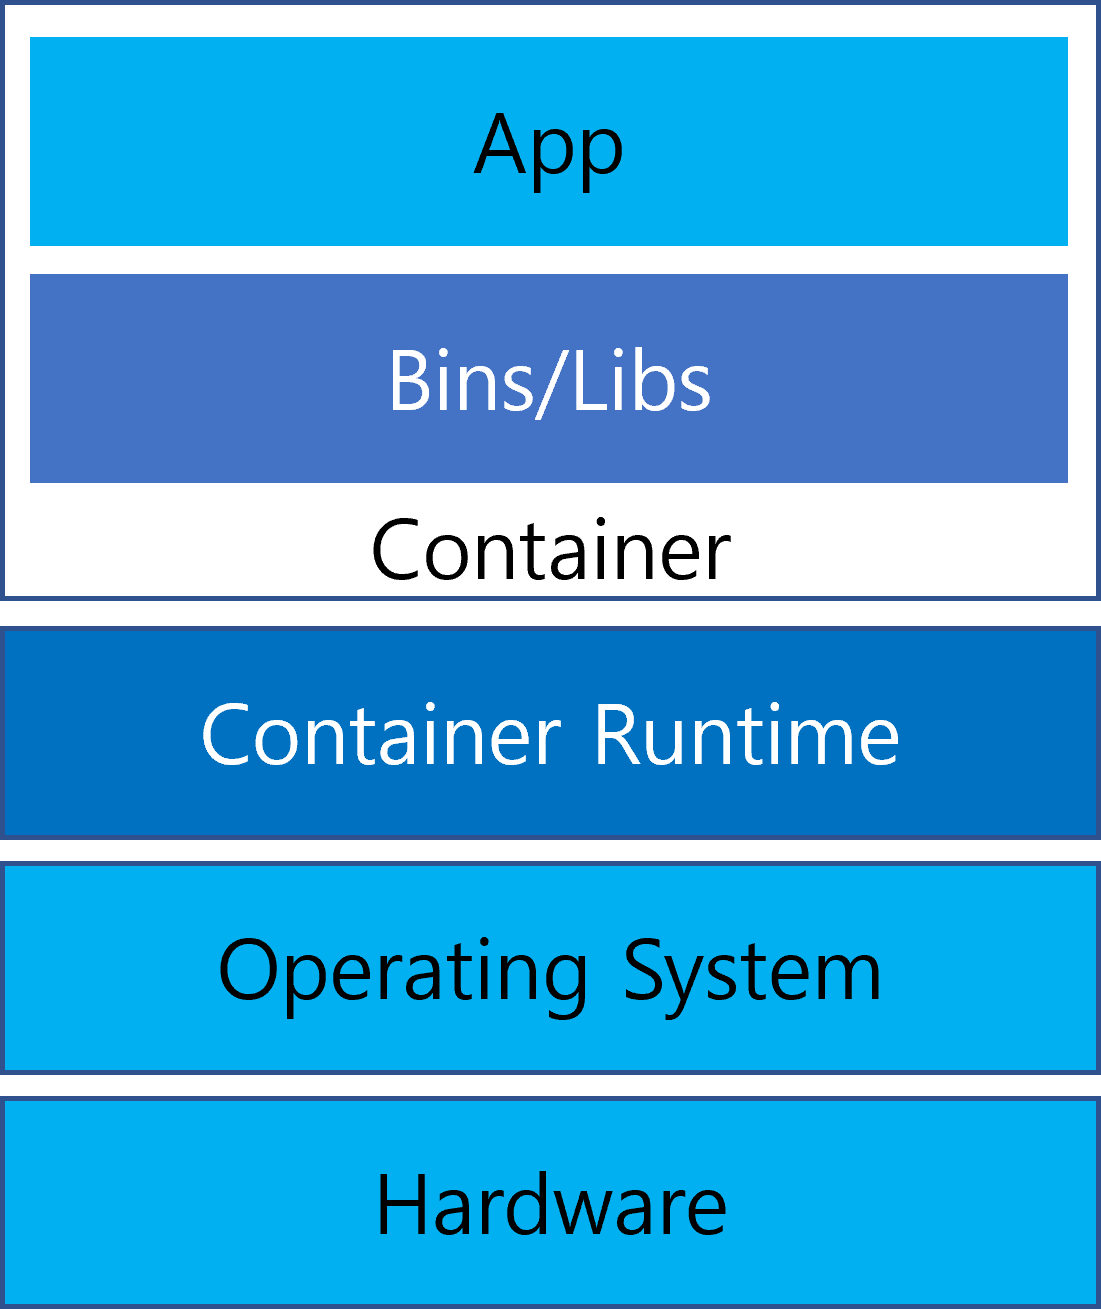 App
Bins/Libs
Container
Container Runtime
Operating System
Hardware